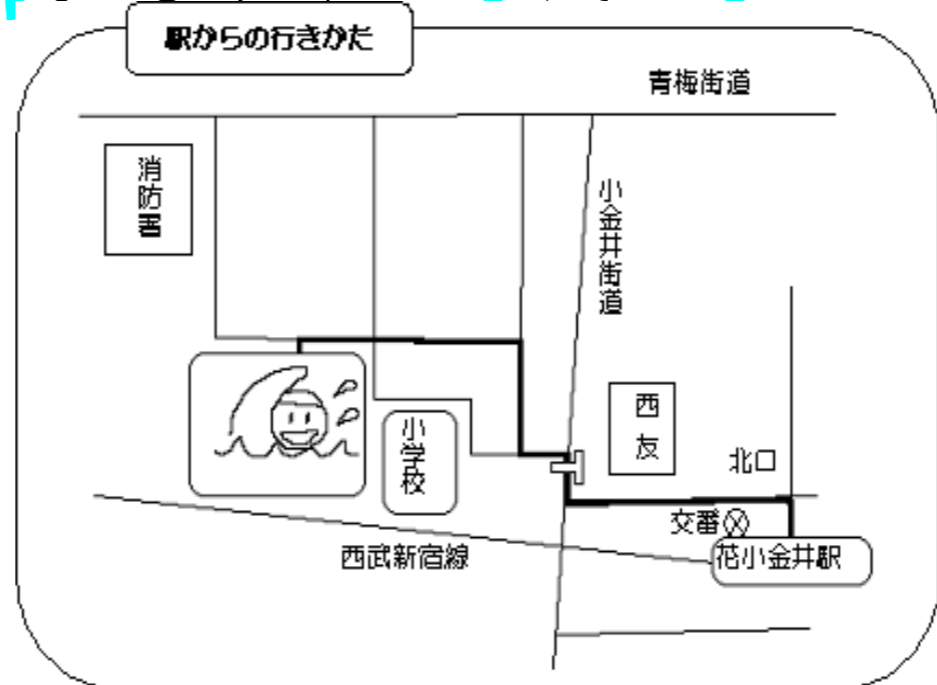 駅からの行きかた
青梅街道
消防署
小金井街道
西友
小学校
北口
交番
花小金井駅
西武新宿線